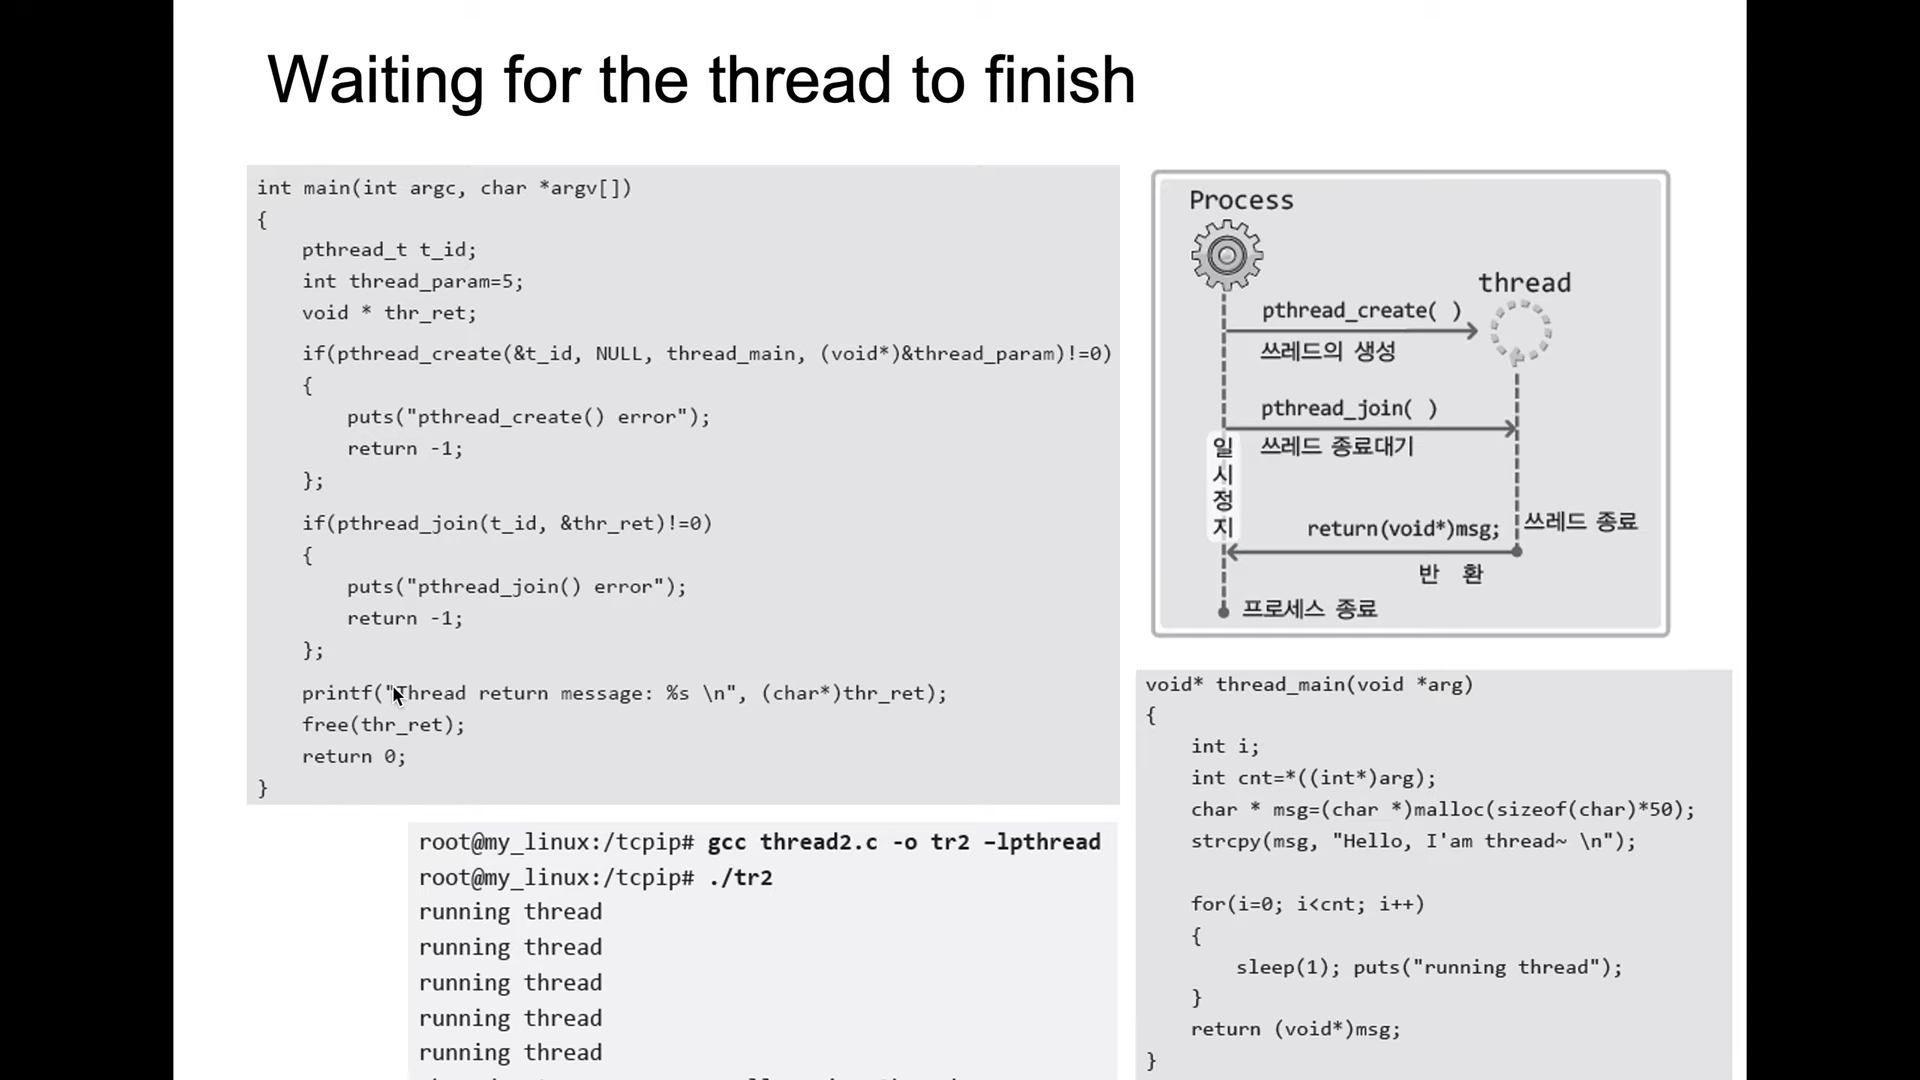 Waiting for the thread to finish
int main(int argc, char *argv[])
{
pthread_t t_id;
int thread_param=5;
void * thr_ret;
if(pthread_create(&t_id, NULL, thread_main, (void*)&thread_param)!=0)
{
puts("pthread_create() error");
return -1;
};
if(pthread_join(t_id, &thr_ret)!=0)
{
puts("pthread_join() error");
return -1;
};
printf("Thread return message: %s \n", (char*)thr_ret);
free(thr_ret);
return 0;
}
Process
thread
pthread_create( )
쓰레드의 생성
pthread_join( )
쓰레드 종료대기
일시정지
return(void*)msg;
쓰레드 종료
반 환
프로세스 종료
void* thread_main(void *arg)
{
int i;
int cnt=*((int*)arg);
char * msg=(char *)malloc(sizeof(char)*50);
strcpy(msg, "Hello, I'am thread~ \n");
for(i=0; i<cnt; i++)
{
sleep(1); puts("running thread");
}
return (void*)msg;
}
root@my_linux:/tcpip# gcc thread2.c -o tr2 –lpthread
root@my_linux:/tcpip# ./tr2
running thread
running thread
running thread
running thread
running thread